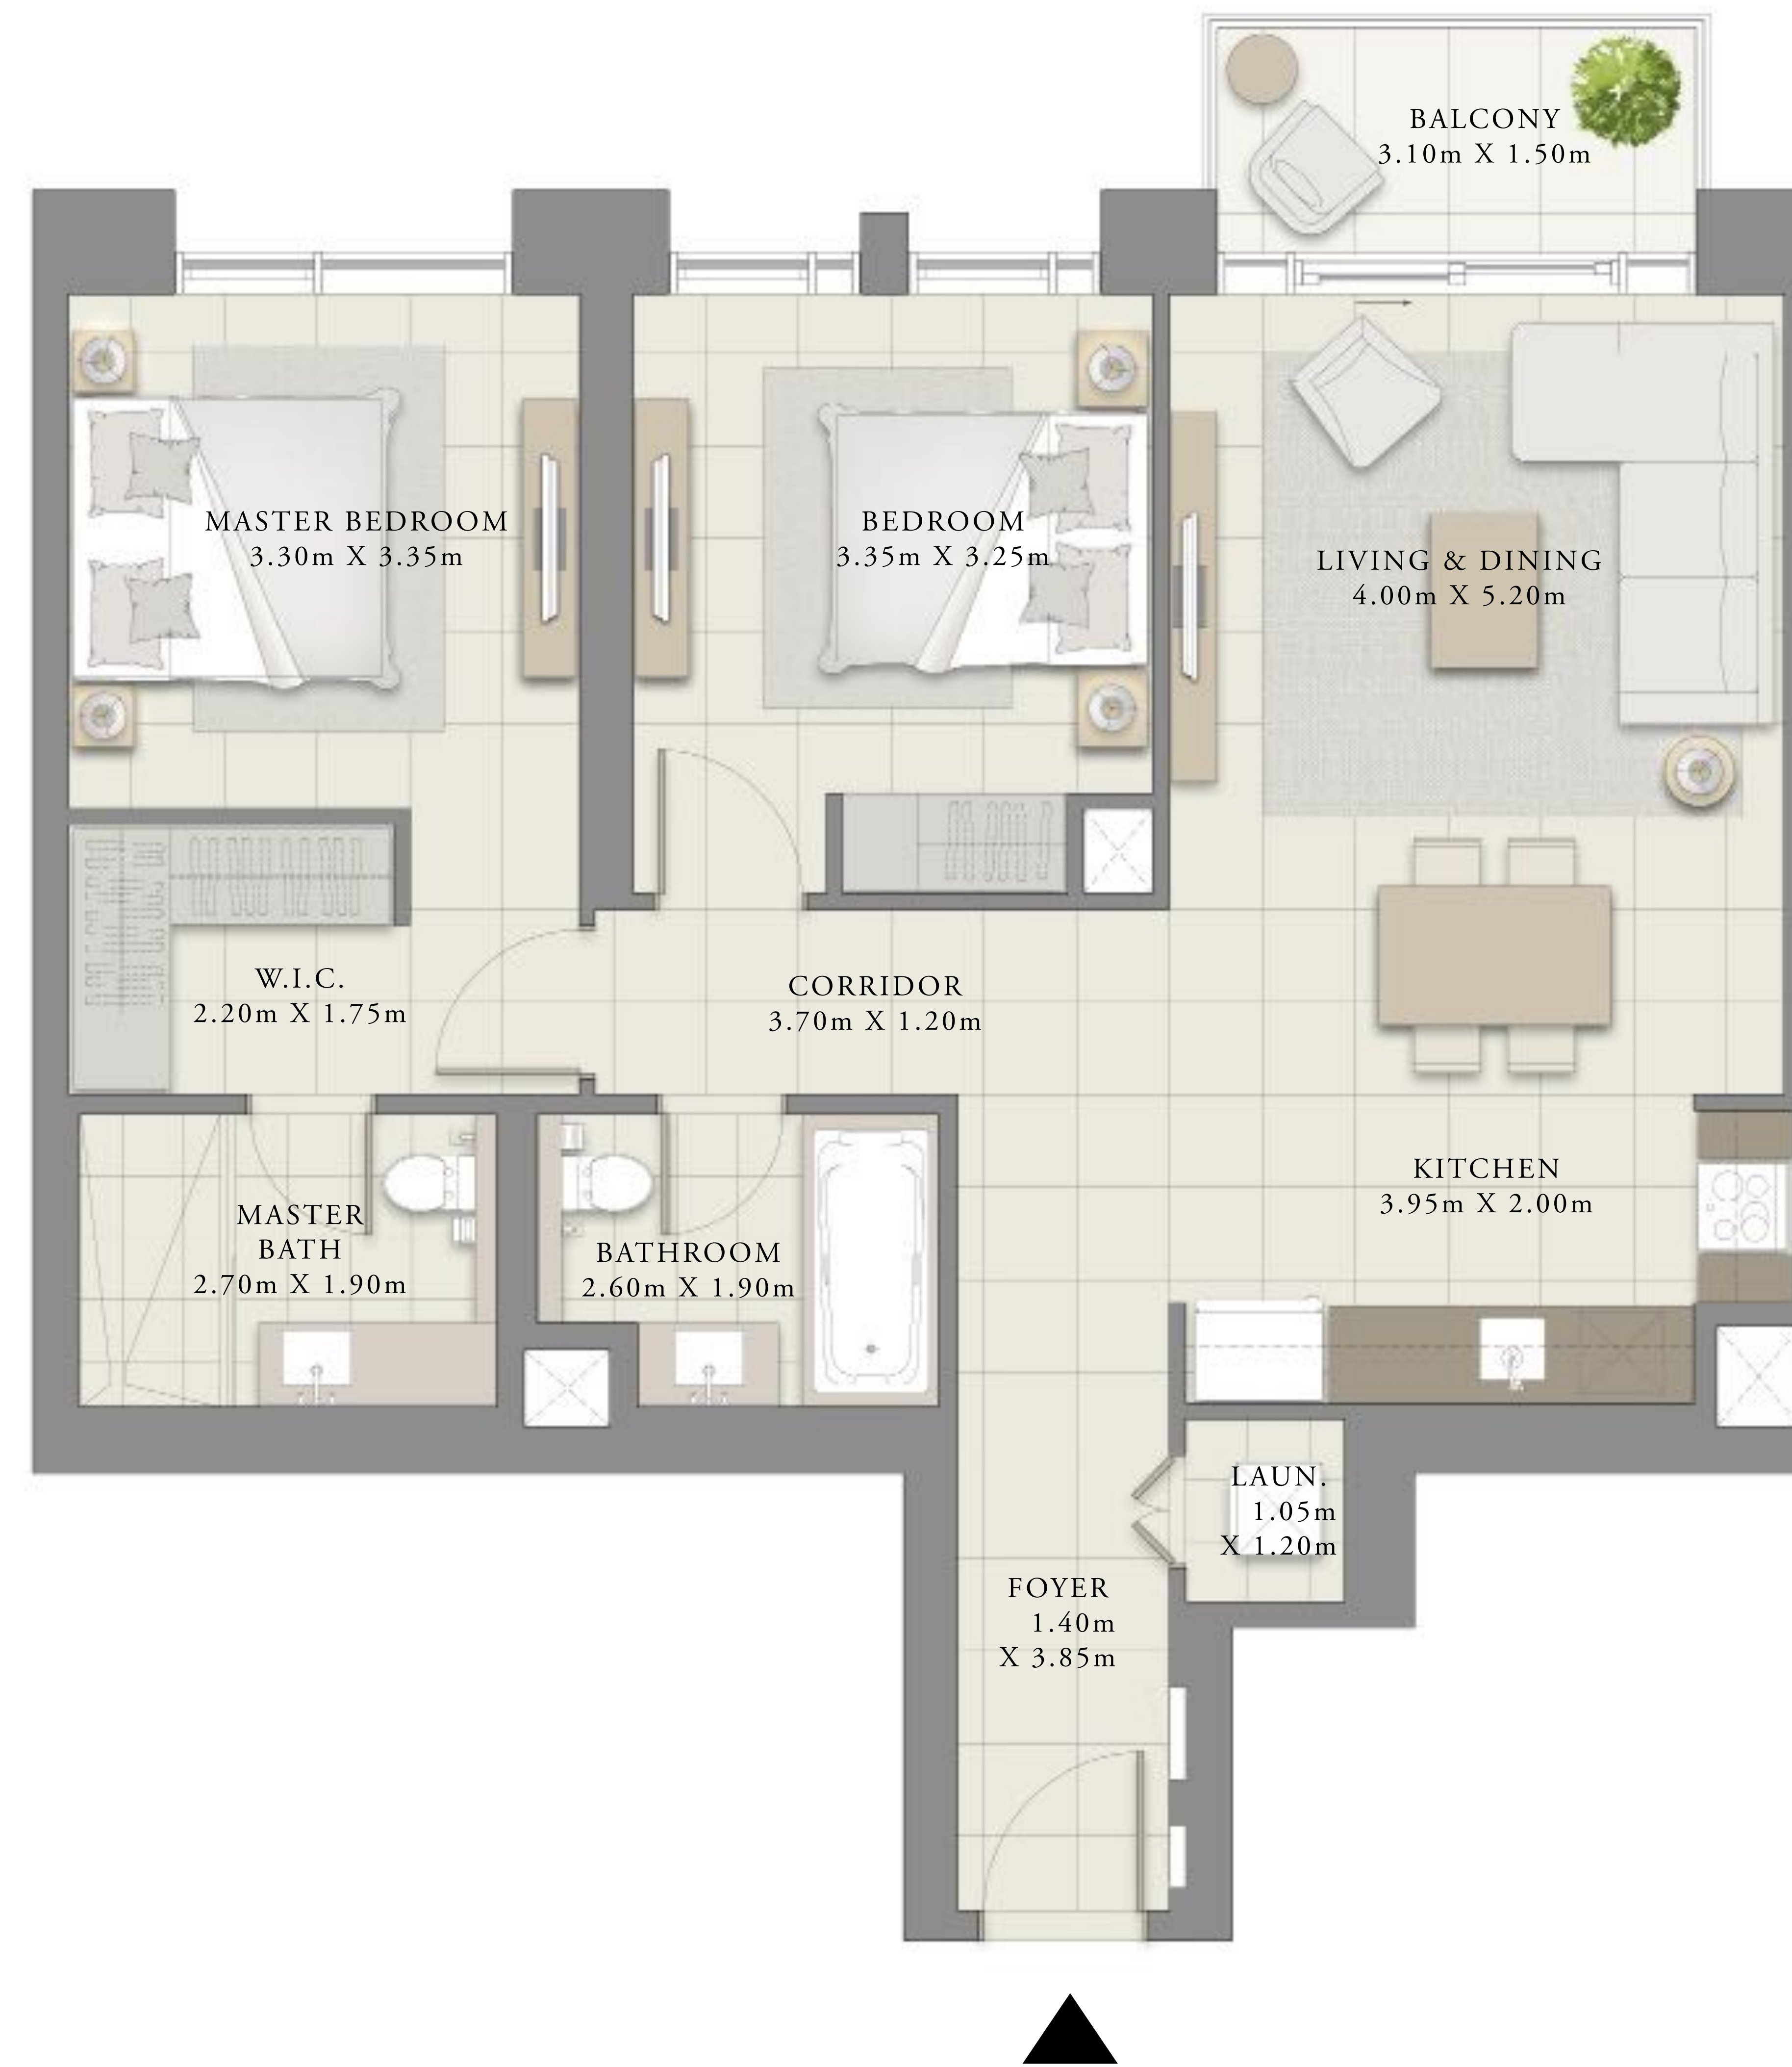 BALCONY
3.10m X 1.50m
MASTER BEDROOM
3.30m X 3.35m
BEDROOM
3.35m X 3.25m
LIVING & DINING
4.00m X 5.20m
W.I.C.
2.20m X 1.75m
CORRIDOR
3.70m X 1.20m
KITCHEN
3.95m X 2.00m
MASTER
BATH
2.70m X 1.90m
BATHROOM
2.60m X 1.90m
LAUN.
1.05m
X 1.20m
FOYER
1.40m
X 3.85m